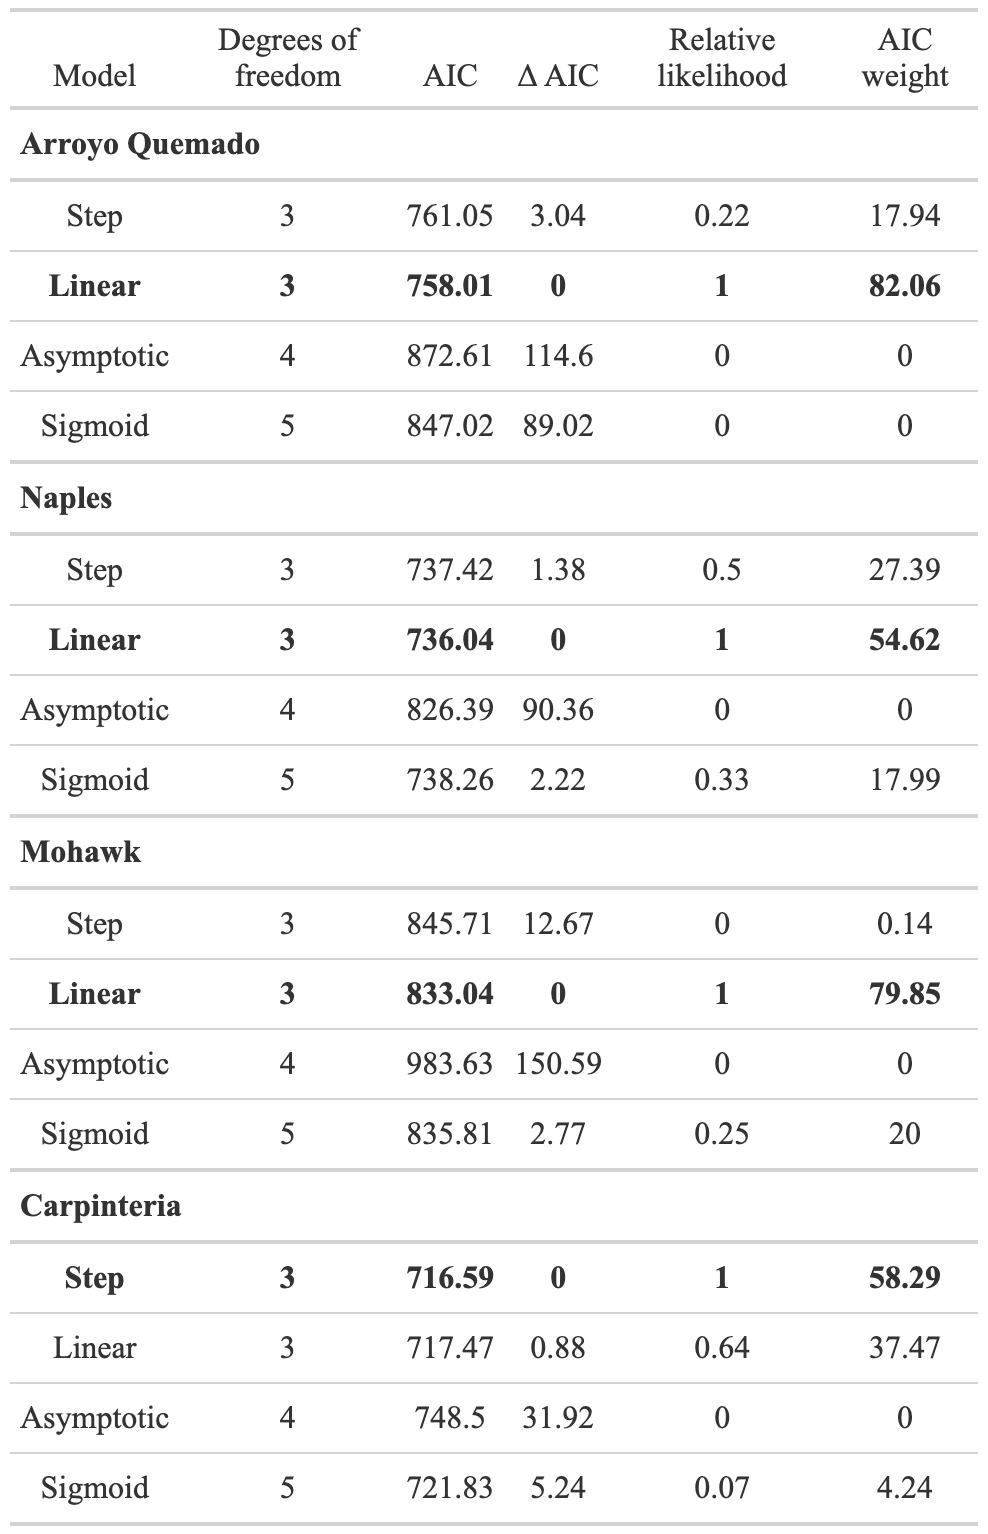 Model Degrees of freedom AIC Δ AIC Relative likelihood AIC weight
Arroyo Quemado
Step 3 761.05 3.04 0.22 17.94
Linear 3 758.01 0 1 82.06
Asymptotic 4 872.61 114.6 0 0
Sigmoid 5 847.02 89.02 0 0
Naples
Step 3 737.42 1.38 0.5 27.39
Linear 3 736.04 0 1 54.62
Asymptotic 4 826.39 90.36 0 0
Sigmoid 5 738.26 2.22 0.33 17.99
Mohawk
Step 3 845.71 12.67 0 0.14
Linear 3 833.04 0 1 79.85
Asymptotic 4 983.63 150.59 0 0
Sigmoid 5 835.81 2.77 0.25 20
Carpinteria
Step 3 716.59 0 1 58.29
Linear 3 717.47 0.88 0.64 37.47
Asymptotic 4 748.5 31.92 0 0
Sigmoid 5 721.83 5.24 0.07 4.24